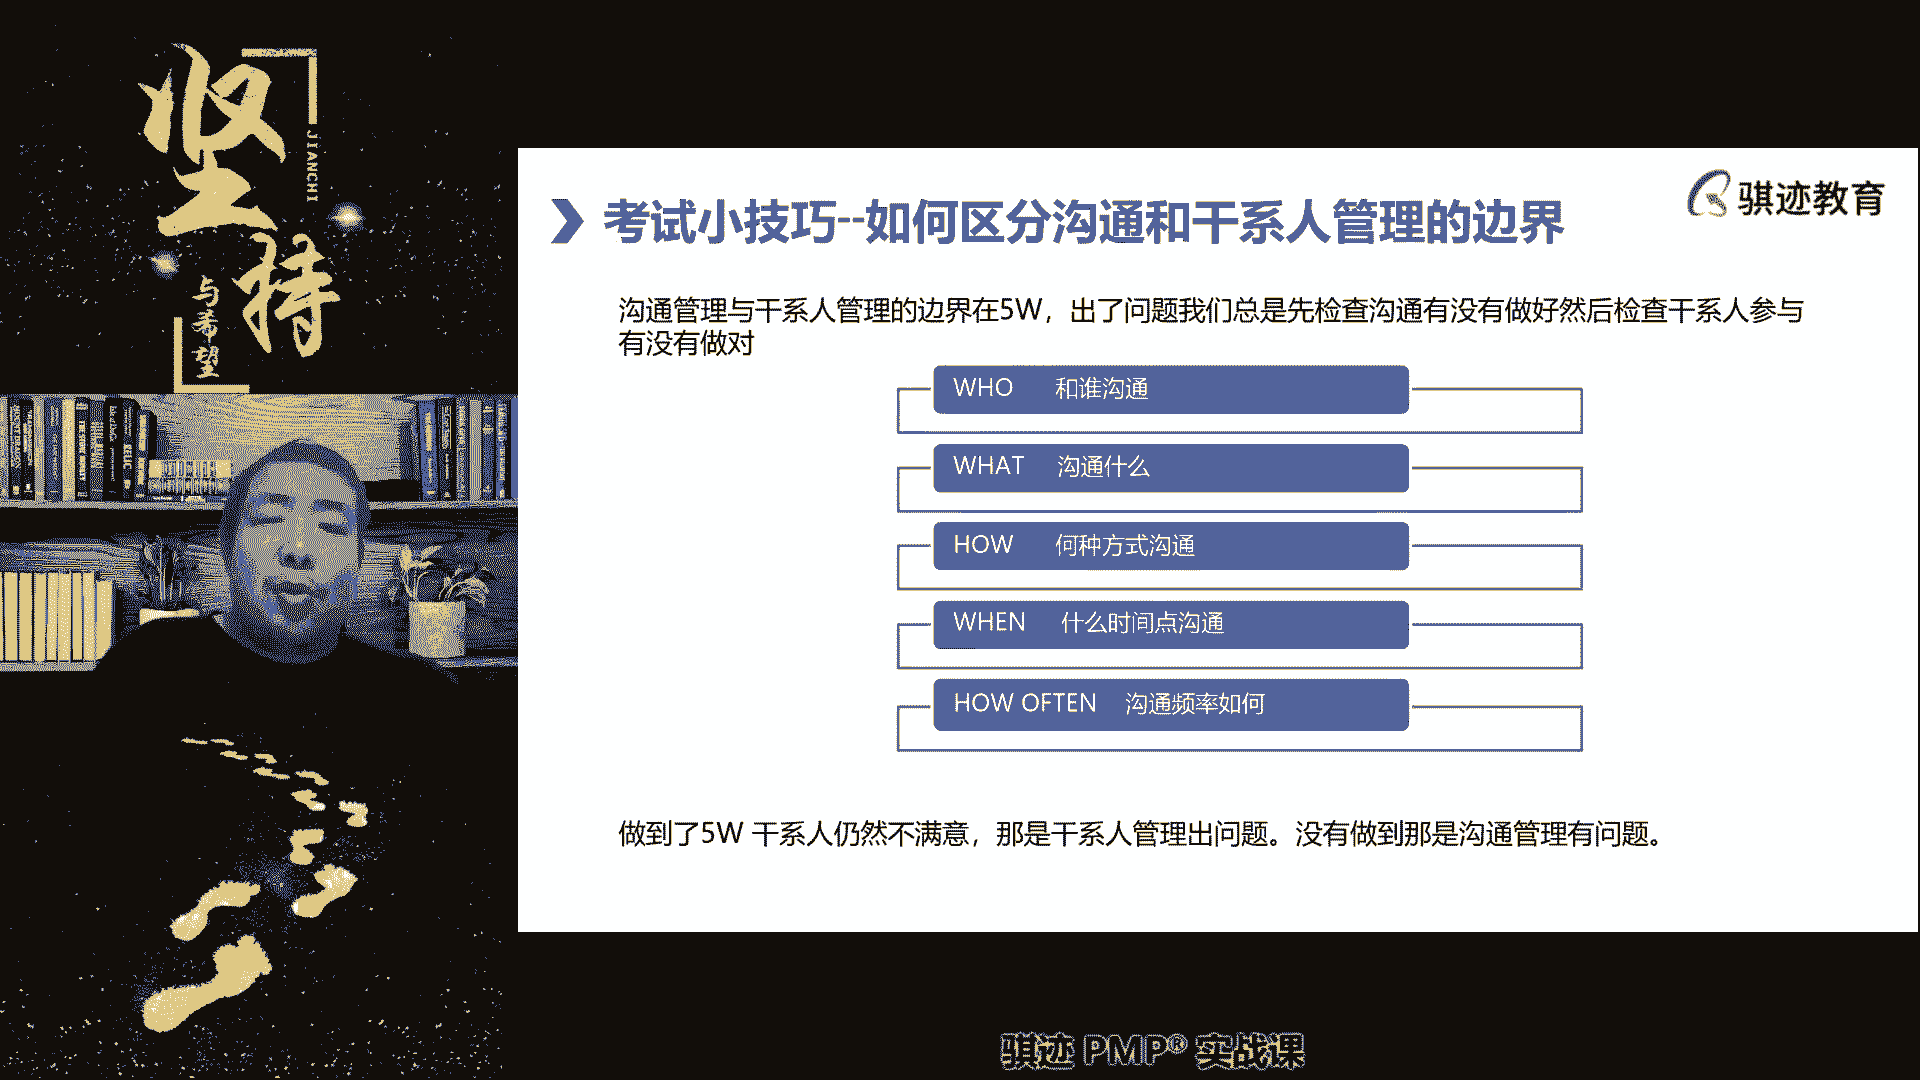 坚持
JIANCHI
与希望
骐迹教育
考试小技巧--如何区分沟通和干系人管理的边界
沟通管理与干系人管理的边界在5W，出了问题我们总是先检查沟通有没有做好然后检查干系人参与
有没有做对
WHO 和谁沟通
WHAT 沟通什么
HOW 何种方式沟通
WHEN 什么时间点沟通
HOW OFTEN 沟通频率如何
做到了5W 干系人仍然不满意，那是干系人管理出问题。没有做到那是沟通管理有问题。
骐迹 PMP® 实战课